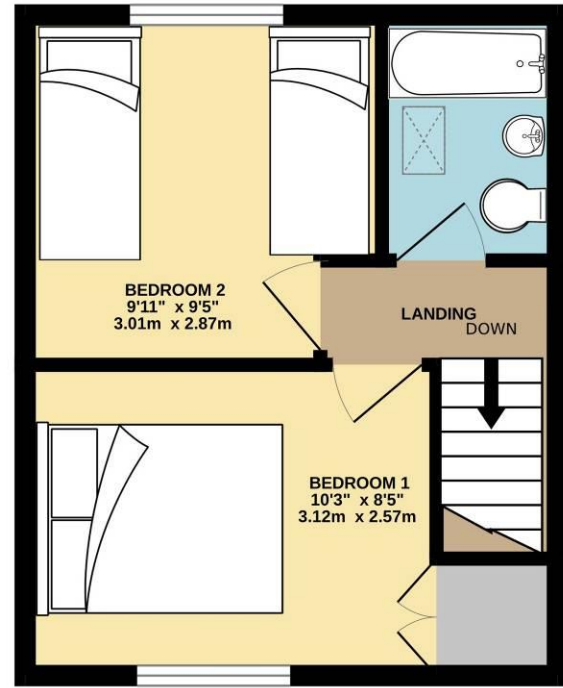 BEDROOM 2
9'11" x 9'5"
3.01m x 2.87m
LANDING
DOWN
BEDROOM 1
10'3" x 8'5"
3.12m x 2.57m